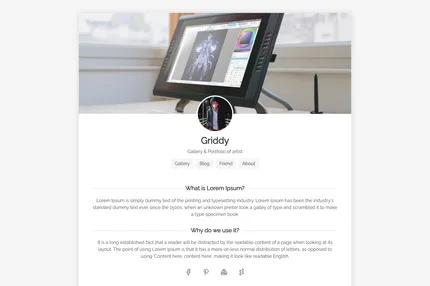 Griddy
Gallery & Portfolio of artist
Gallery Blog Friend About
What is Lorem Ipsum?
Lorem Ipsum is simply dummy text of the printing and typesetting industry. Lorem Ipsum has been the industry's
standard dummy text ever since the 1500s, when an unknown printer took a galley of type and scrambled it to make
a type specimen book.
Why do we use it?
It is a long established fact that a reader will be distracted by the readable content of a page when looking at its
layout. The point of using Lorem Ipsum is that it has a more-or-less normal distribution of letters, as opposed to
using 'Content here, content here', making it look like readable English.